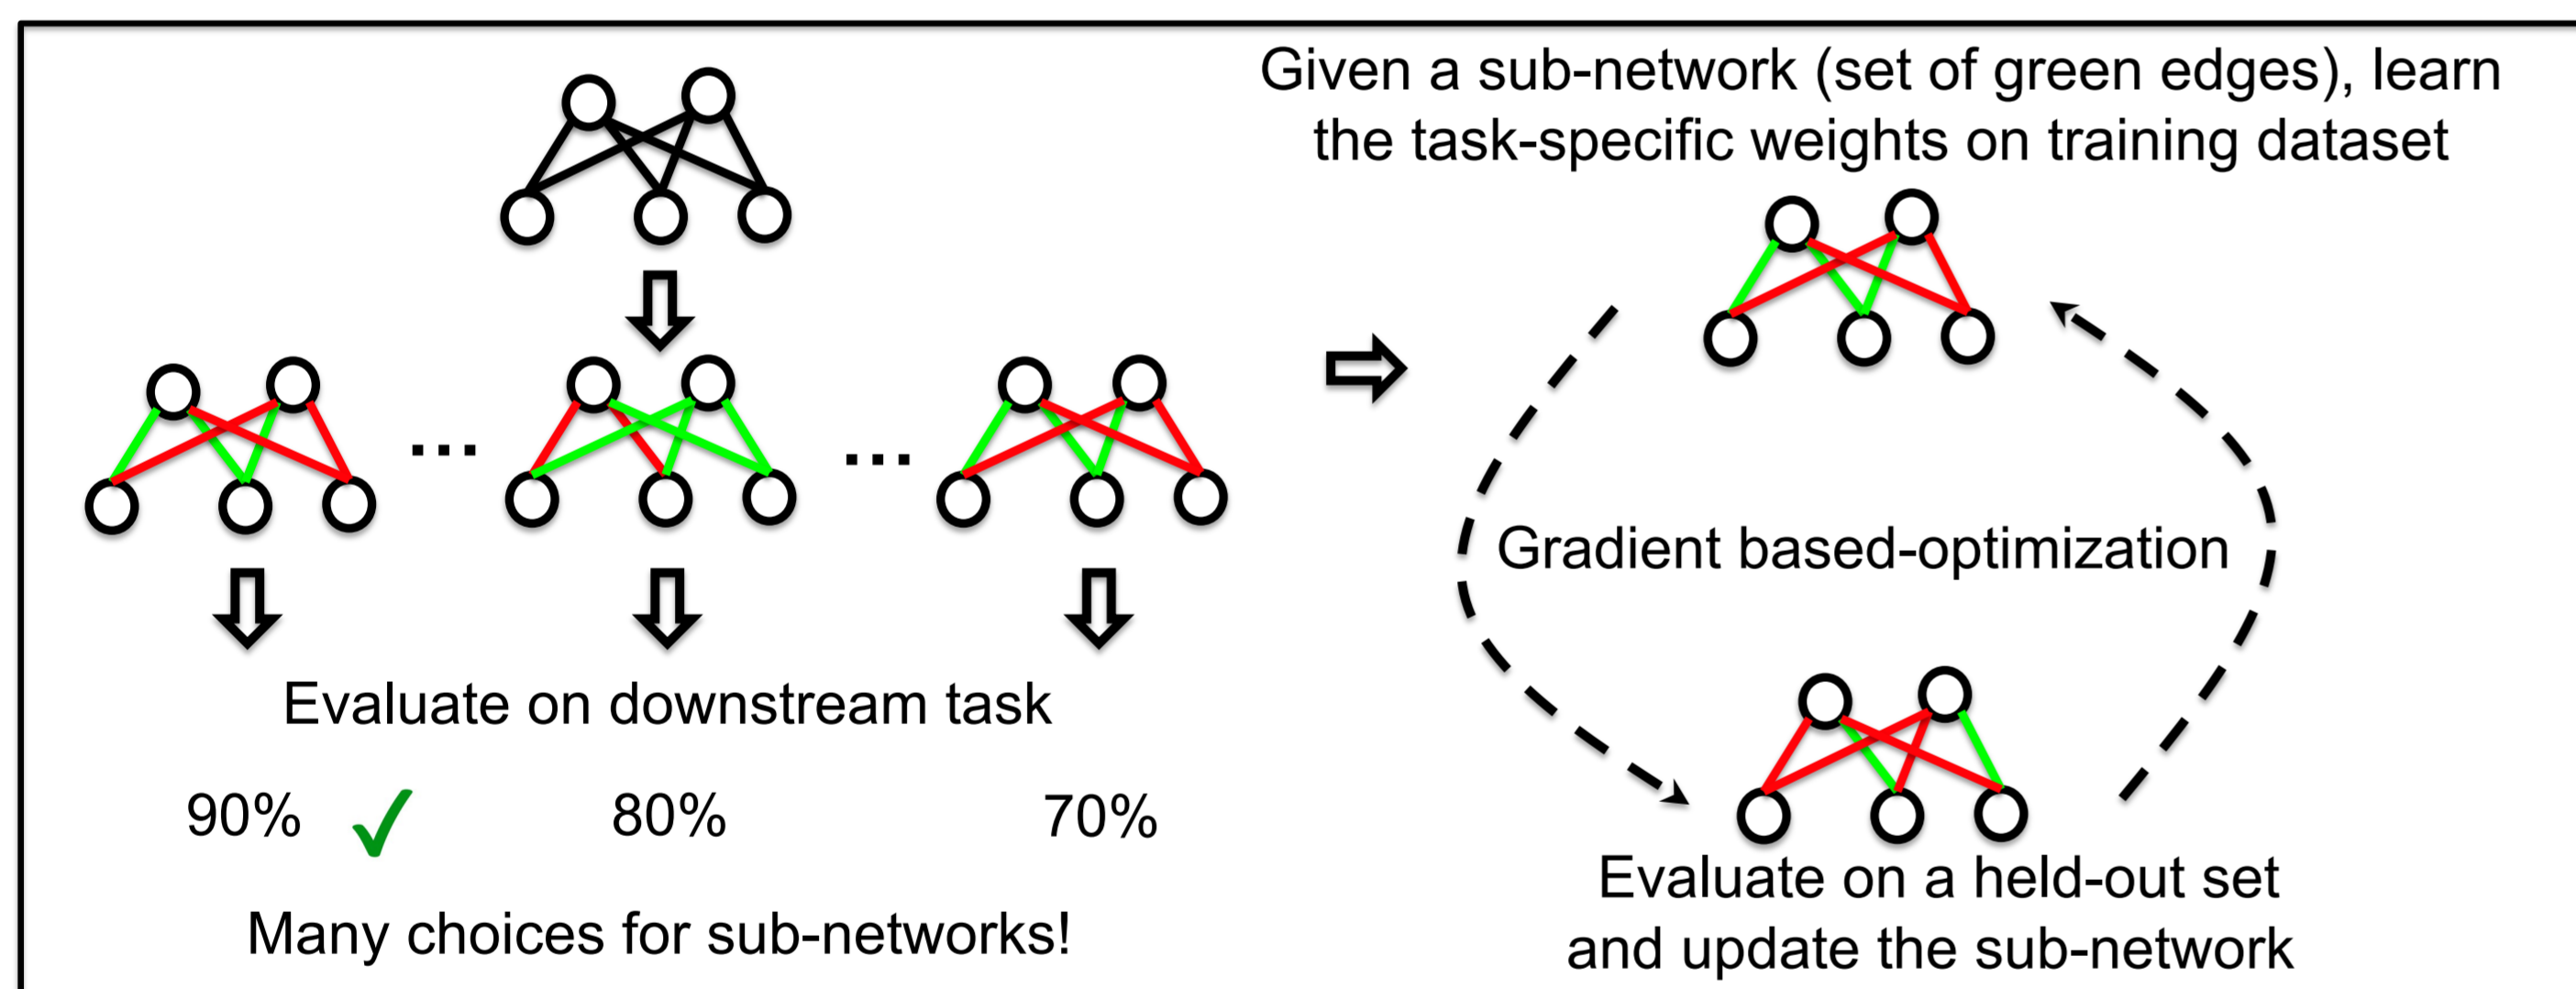 Given a sub-network (set of green edges), learn
the task-specific weights on training dataset
...
...
Gradient based-optimization
Evaluate on downstream task
90% ✓ 80% 70%
Many choices for sub-networks!
Evaluate on a held-out set
and update the sub-network